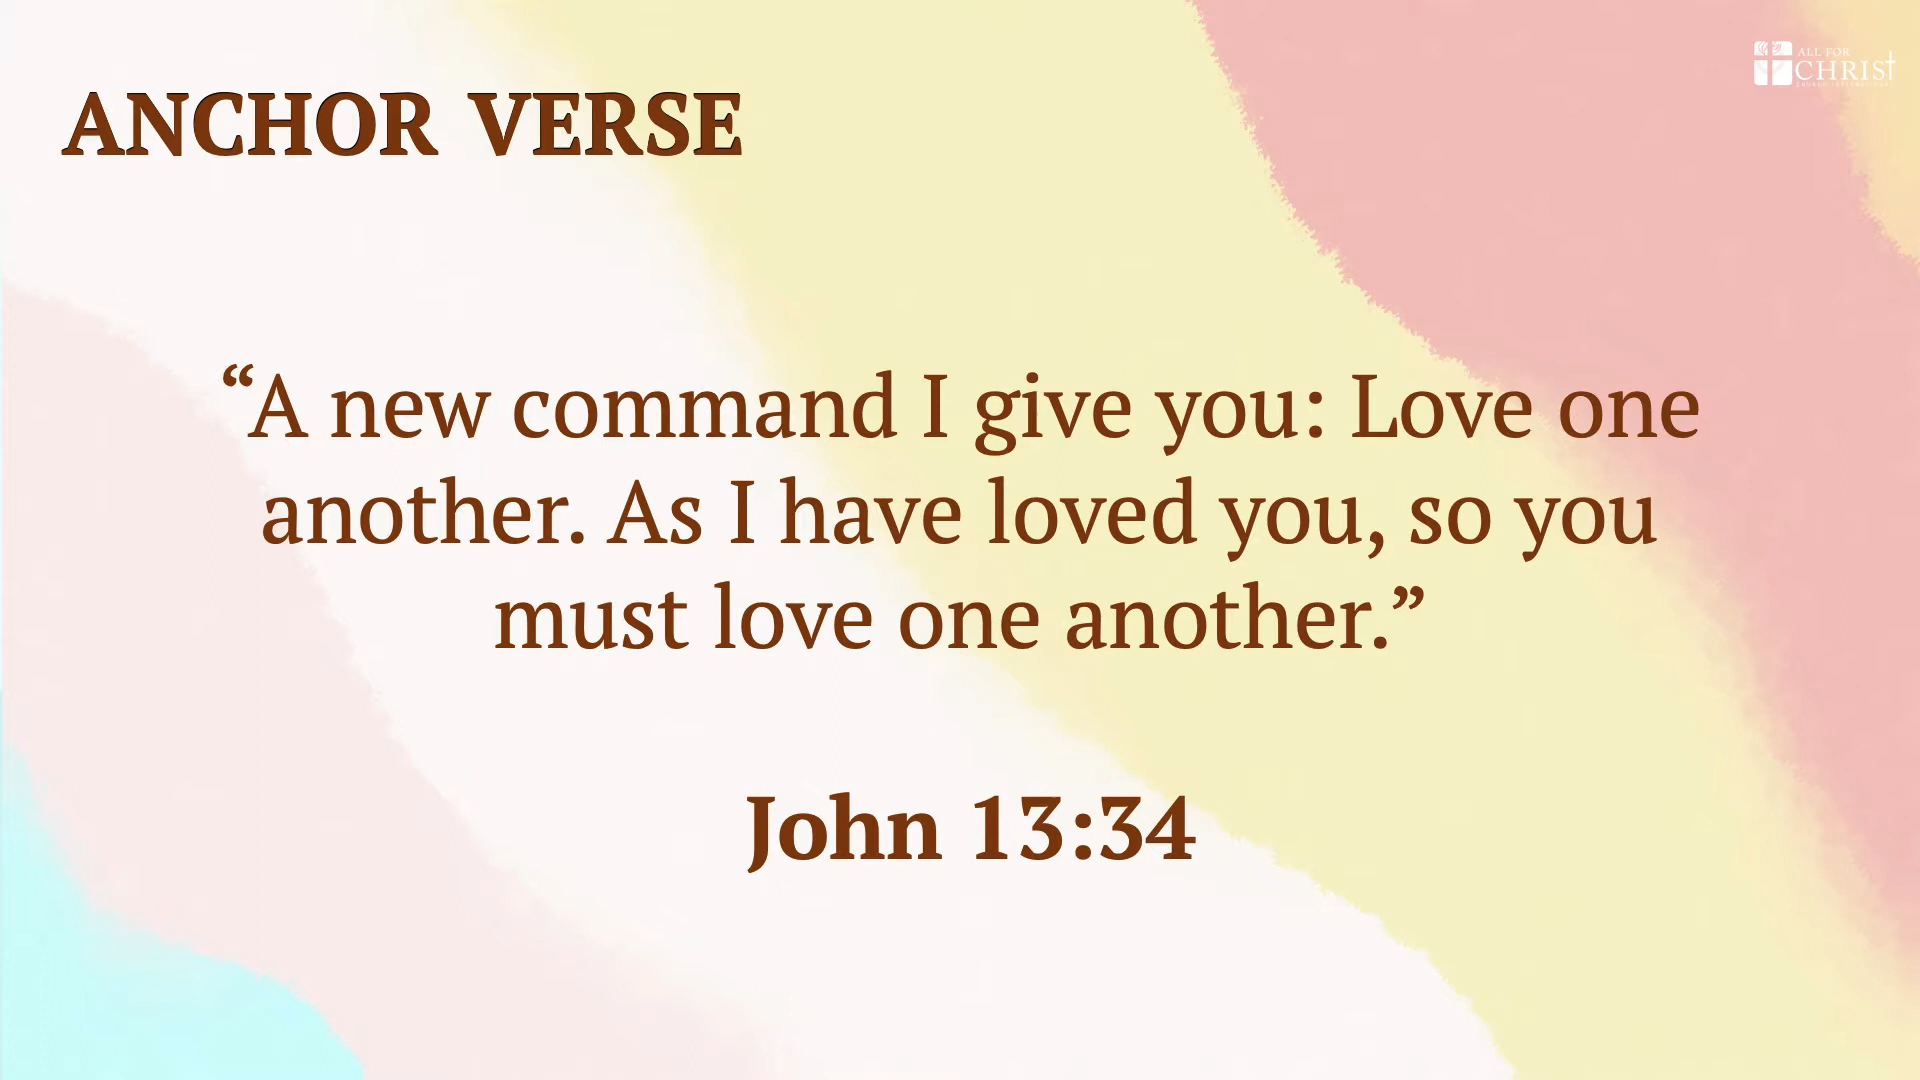 ALL FOR
CHRIST
ANCHOR VERSE
“A new command I give you: Love one
another. As I have loved you, so you
must love one another.”
John 13:34